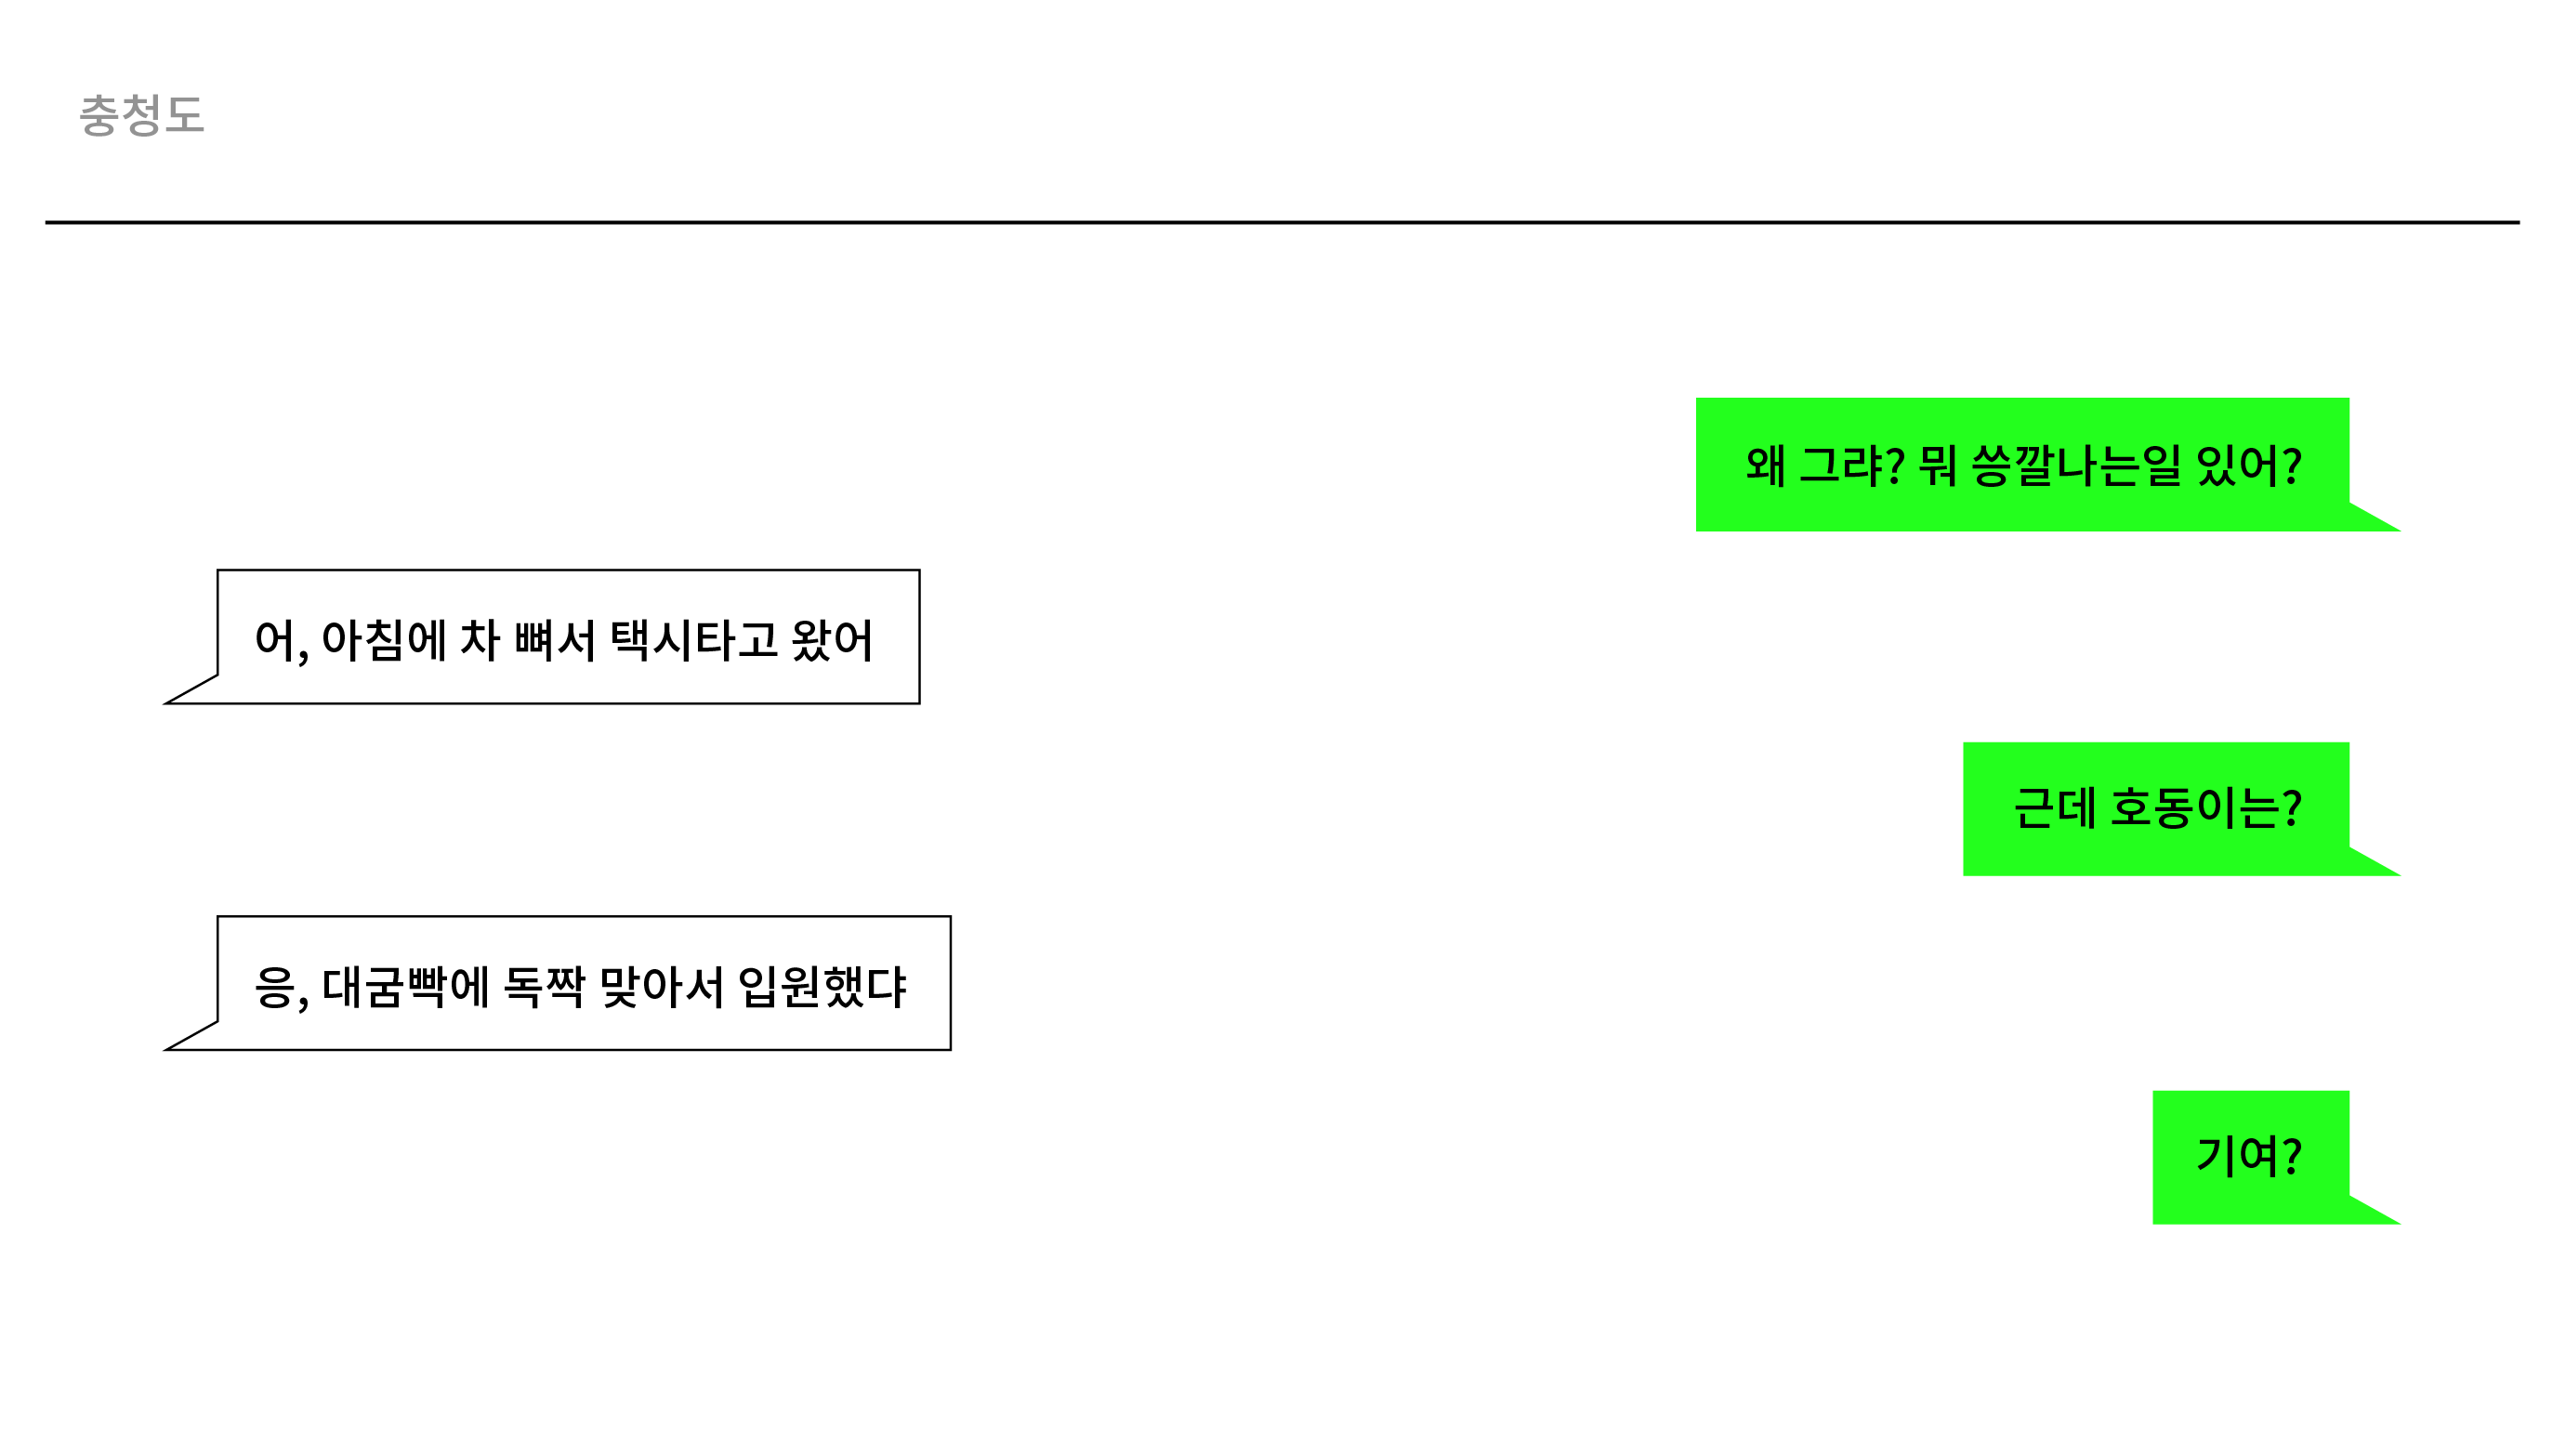 충청도
왜 그랴? 뭐 씅깔나는일 있어?
어, 아침에 차 뼈서 택시타고 왔어
근데 호동이는?
응, 대굼빡에 독짝 맞아서 입원했댜
기여?